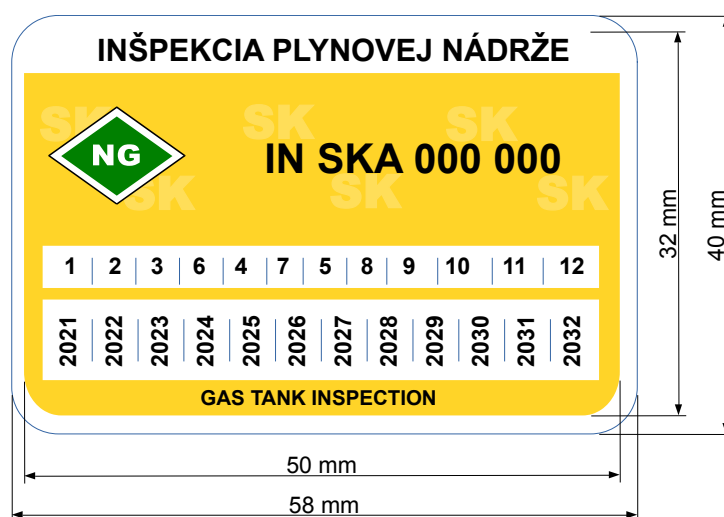 INŠPEKCIA PLYNOVEJ NÁDRŽE
SK SK SK
NG
IN SKA 000 000
SK SK SK
1 2 3 6 4 7 5 8 9 10 11 12
2021 2022 2023 2024 2025 2026 2027 2028 2029 2030 2031 2032
GAS TANK INSPECTION
32 mm
40 mm
50 mm
58 mm